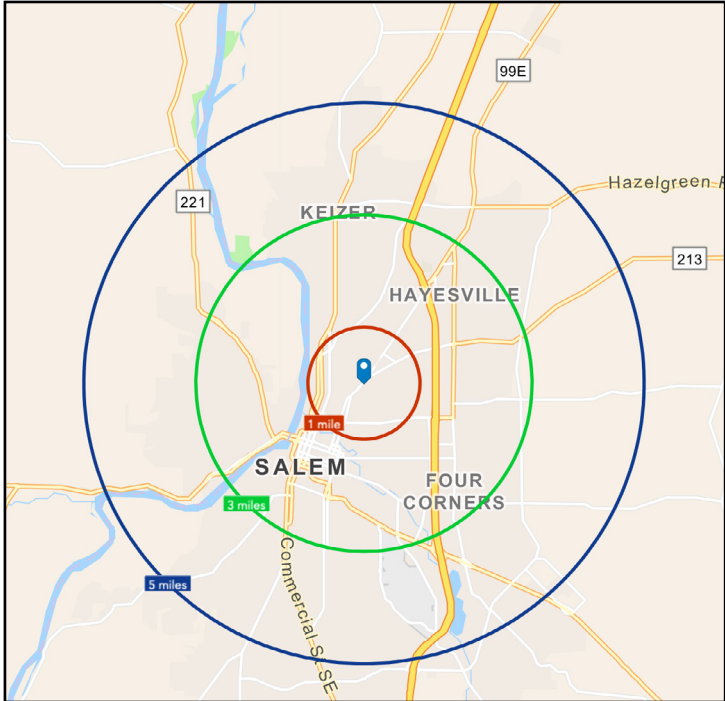 99E
Hazelgreen
221
KEIZER
213
HAYESVILLE
1 mile
SALEM
FOUR
CORNERS
3 miles
5 miles
Commercial St SE